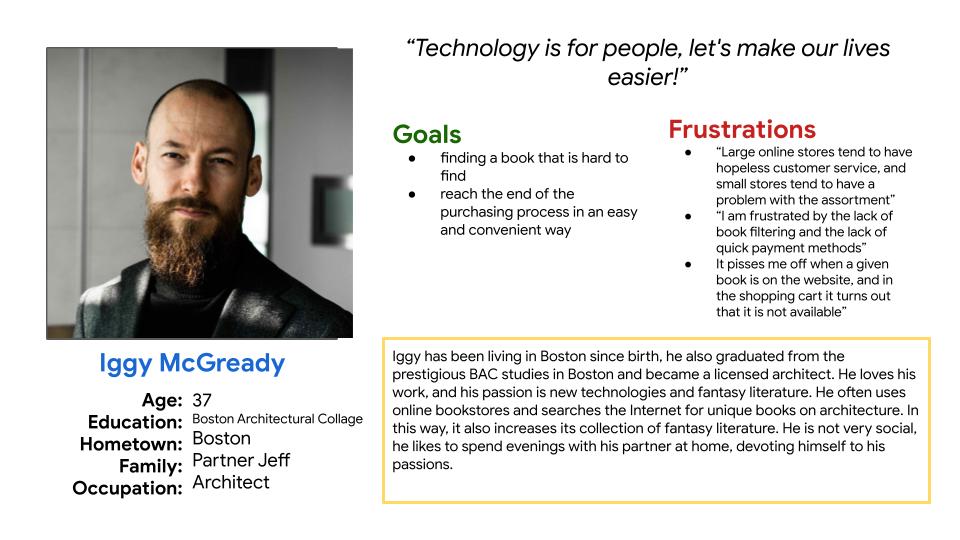 “Technology is for people, let's make our lives
easier!”
Goals
● finding a book that is hard to
find
● reach the end of the
purchasing process in an easy
and convenient way
Frustrations
● “Large online stores tend to have
hopeless customer service, and
small stores tend to have a
problem with the assortment”
● “I am frustrated by the lack of
book filtering and the lack of
quick payment methods”
● It pisses me off when a given
book is on the website, and in
the shopping cart it turns out
that it is not available”
Iggy McGready
Age: 37
Education: Boston Architectural Collage
Hometown: Boston
Family: Partner Jeff
Occupation: Architect
Iggy has been living in Boston since birth, he also graduated from the
prestigious BAC studies in Boston and became a licensed architect. He loves his
work, and his passion is new technologies and fantasy literature. He often uses
online bookstores and searches the Internet for unique books on architecture. In
this way, it also increases its collection of fantasy literature. He is not very social,
he likes to spend evenings with his partner at home, devoting himself to his
passions.